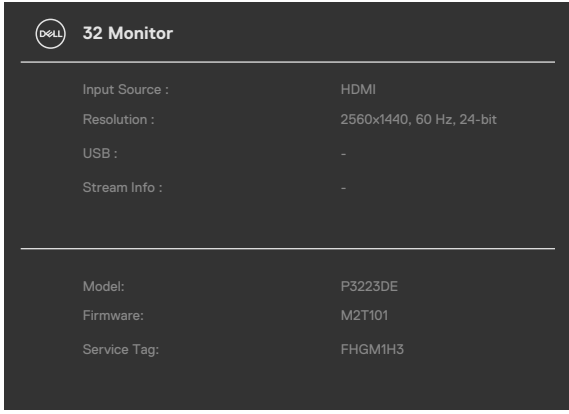 DELL 32 Monitor
Input Source : HDMI
Resolution : 2560x1440, 60 Hz, 24-bit
USB : -
Stream Info : -
Model: P3223DE
Firmware: M2T101
Service Tag: FHGM1H3